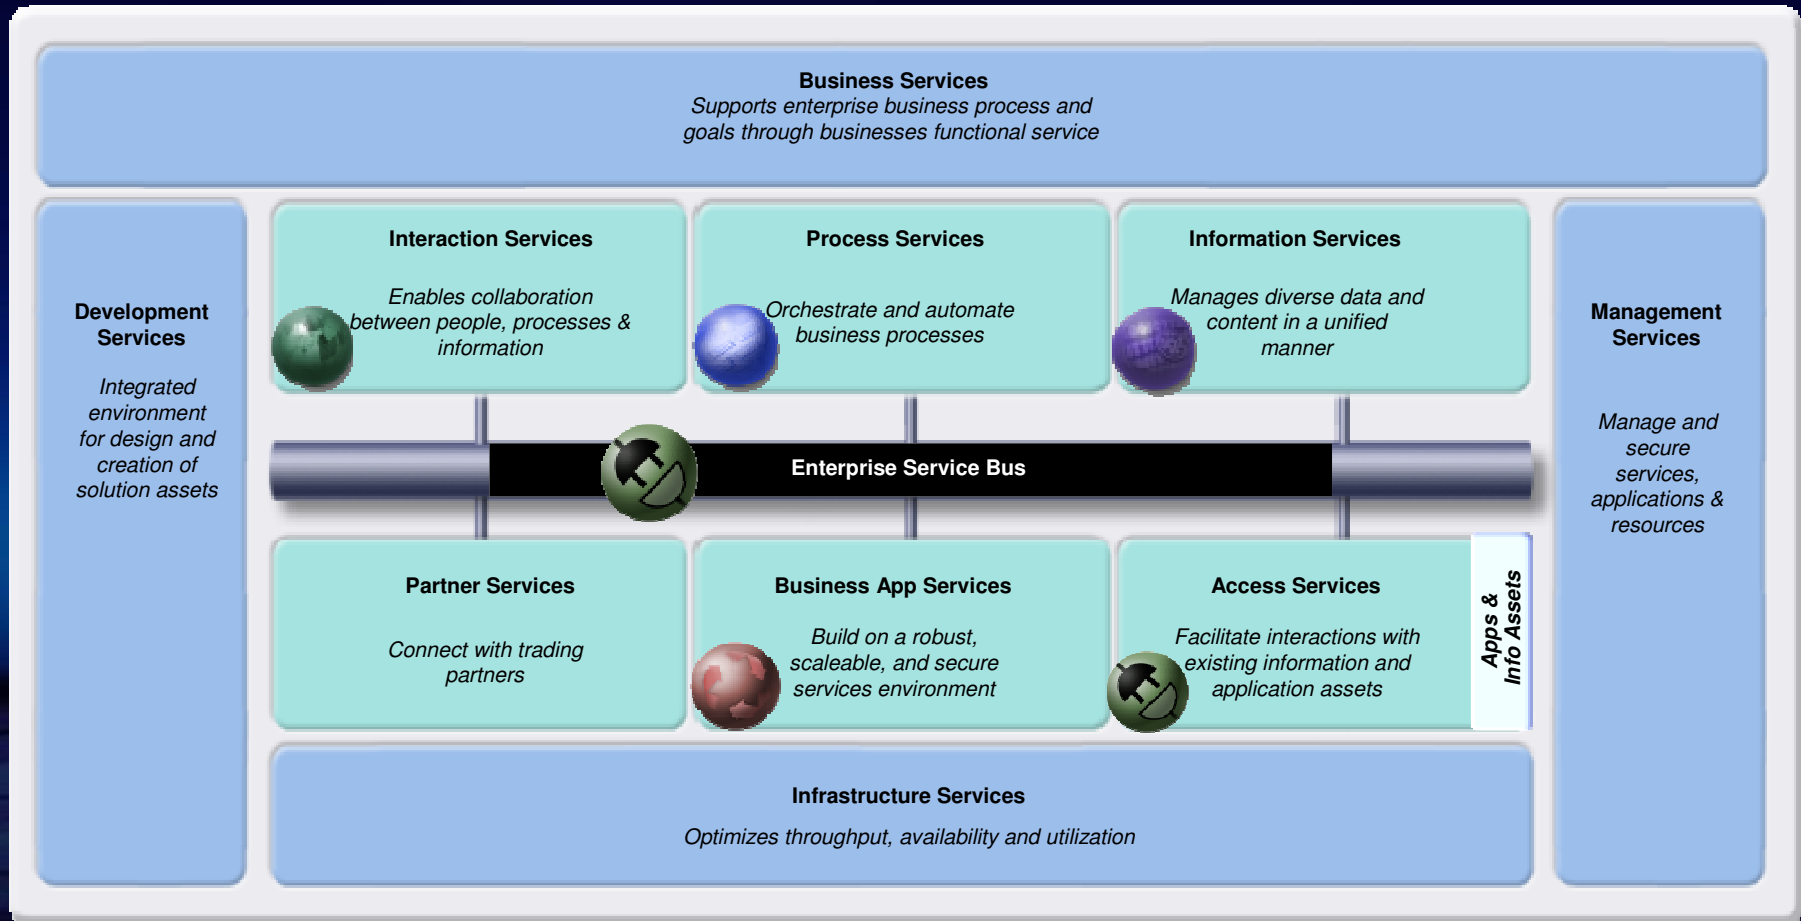 Business Services
Supports enterprise business process and
goals through businesses functional service
Development
Services
Integrated
environment
for design and
creation of
solution assets
Interaction Services
Enables collaboration
between people, processes &
information
Process Services
Orchestrate and automate
business processes
Information Services
Manages diverse data and
content in a unified
manner
Management
Services
Manage and
secure
services,
applications &
resources
Enterprise Service Bus
Partner Services
Connect with trading
partners
Business App Services
Build on a robust,
scaleable, and secure
services environment
Access Services
Facilitate interactions with
existing information and
application assets
Apps &
Info Assets
Infrastructure Services
Optimizes throughput, availability and utilization